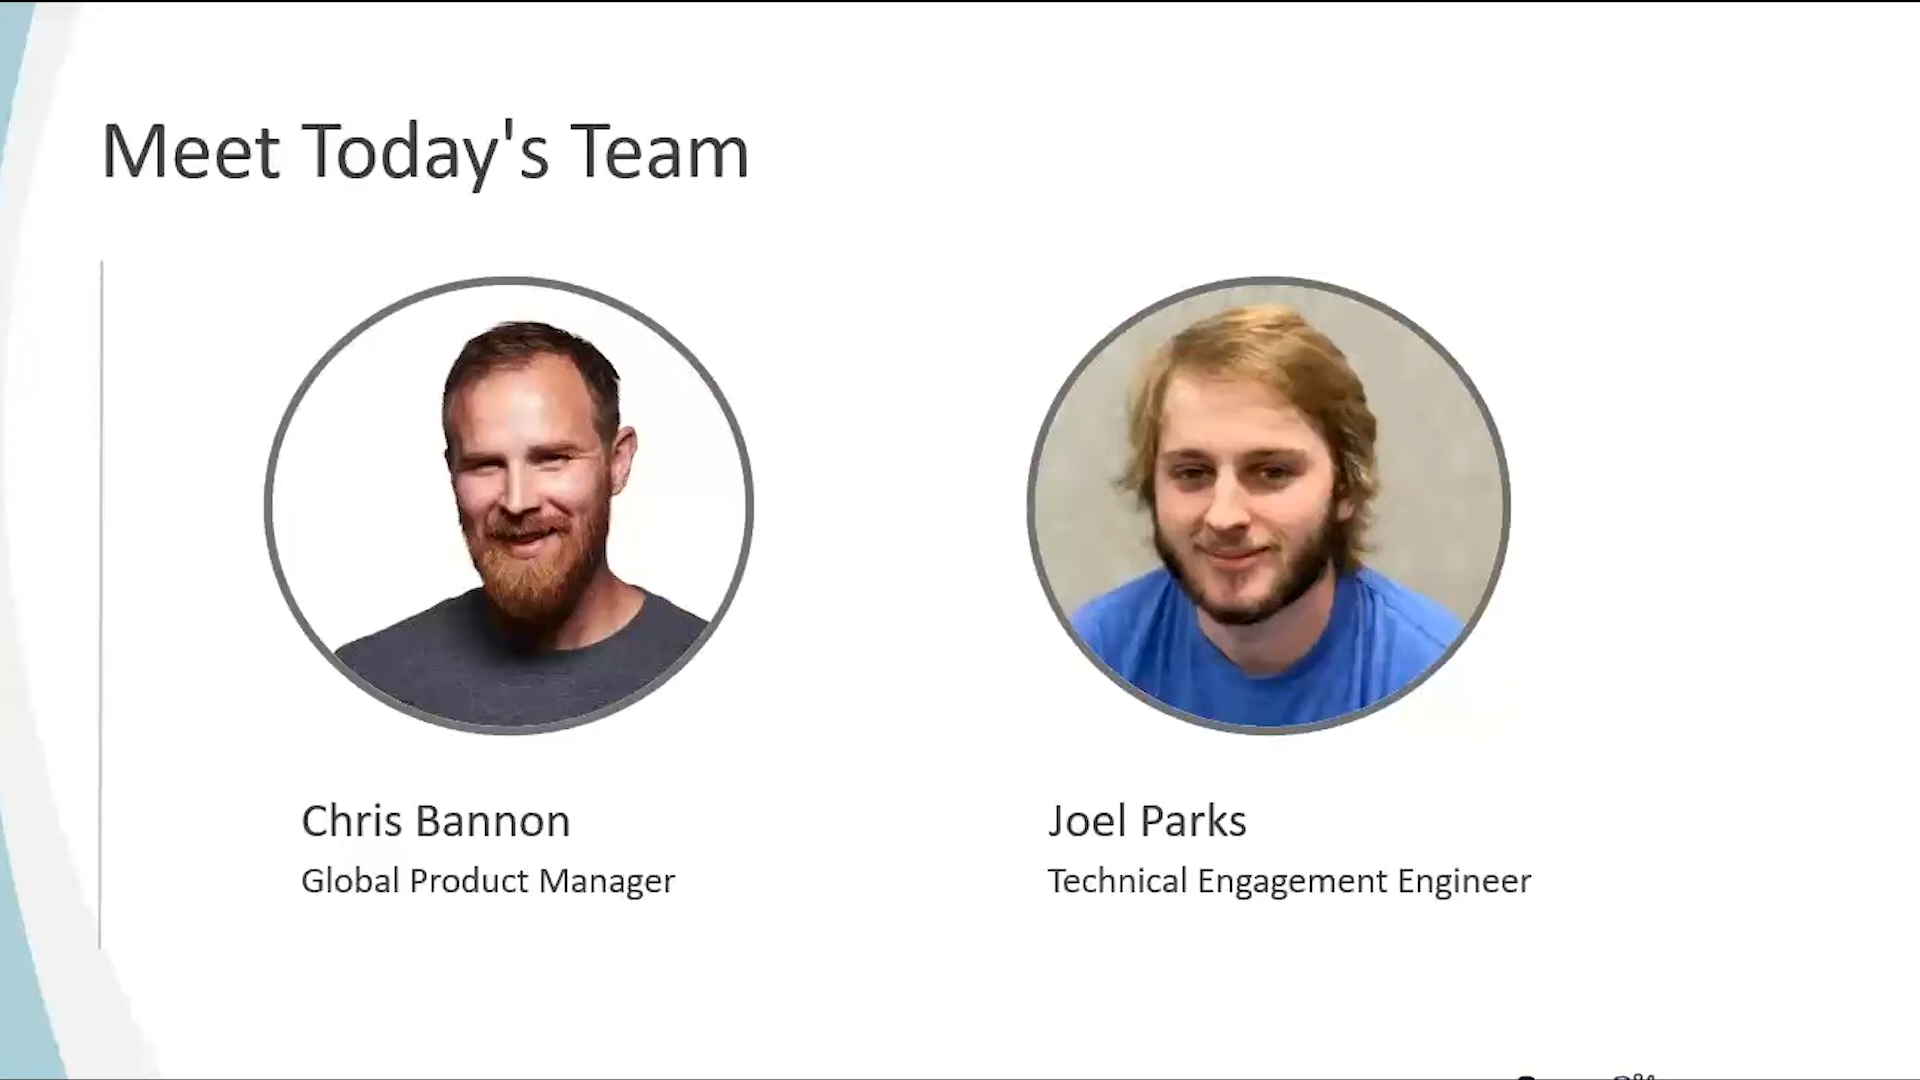 Meet Today's Team
Chris Bannon
Global Product Manager
Joel Parks
Technical Engagement Engineer